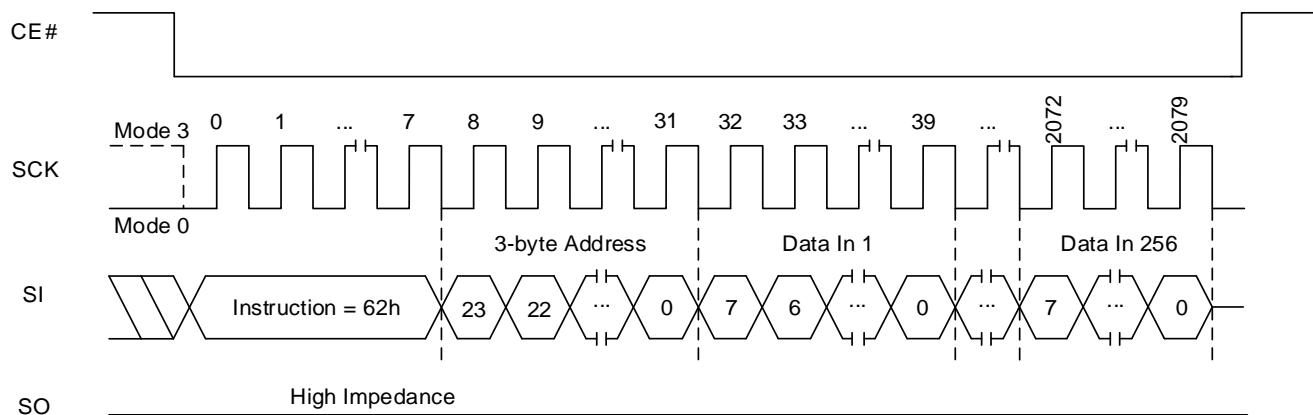 CE#
0 1 ... 7 8 9 ... 31 32 33 ... 39 ... 2072 ... 2079
Mode 3
SCK
Mode 0
3-byte Address Data In 1 Data In 256
SI Instruction = 62h 23 22 ... 0 7 6 ... 0 ... 7 ... 0
High Impedance
SO